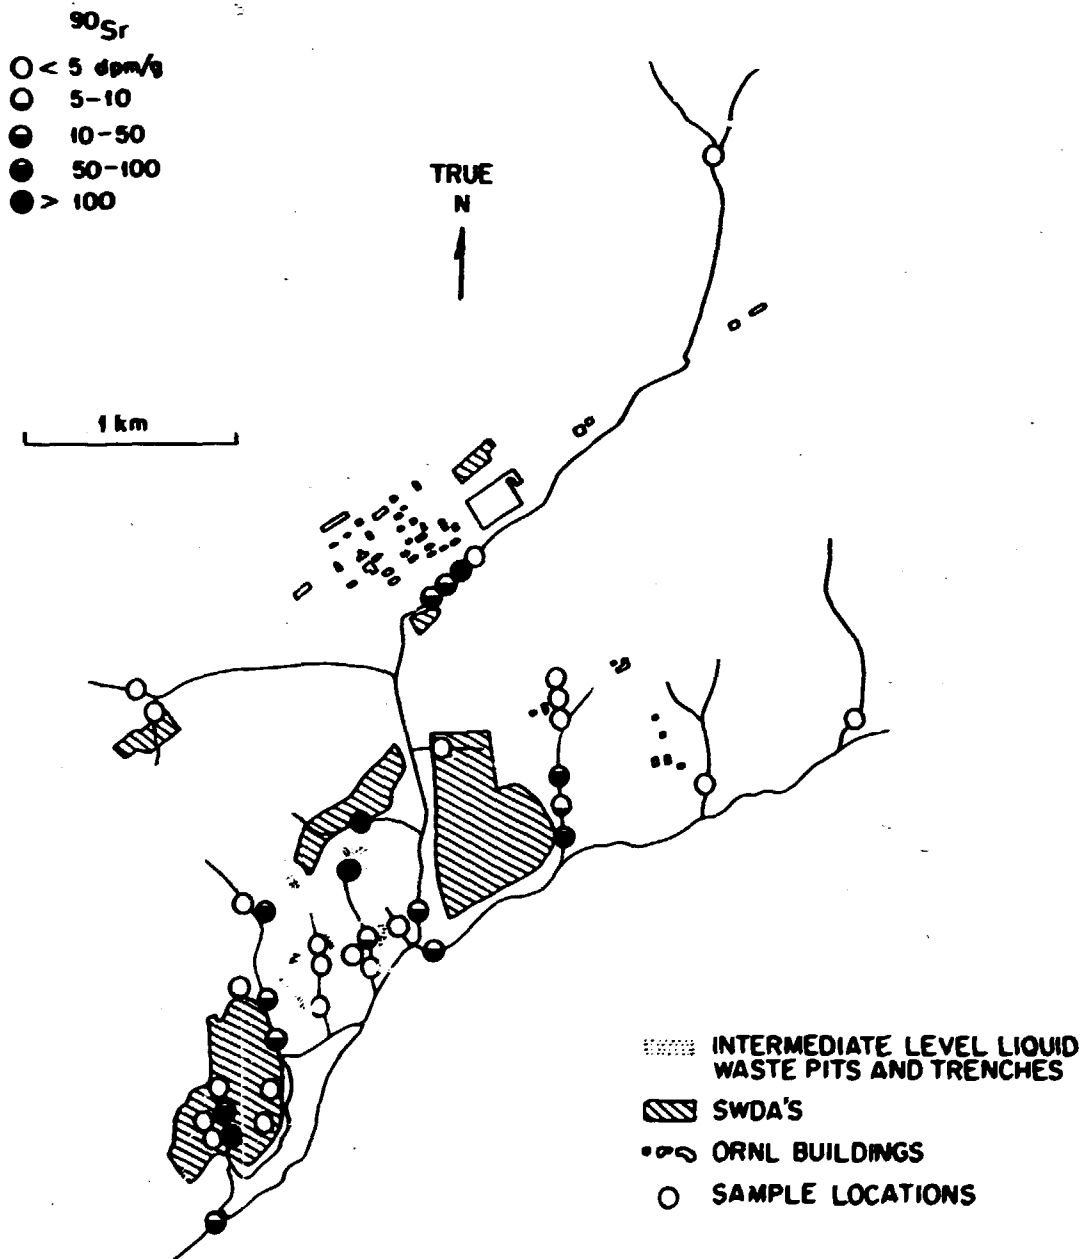 90Sr
< 5 dpm/g
5-10
10-50
50-100
> 100
TRUE
N
1 km
INTERMEDIATE LEVEL LIQUID
WASTE PITS AND TRENCHES
SWDA'S
ORNL BUILDINGS
SAMPLE LOCATIONS